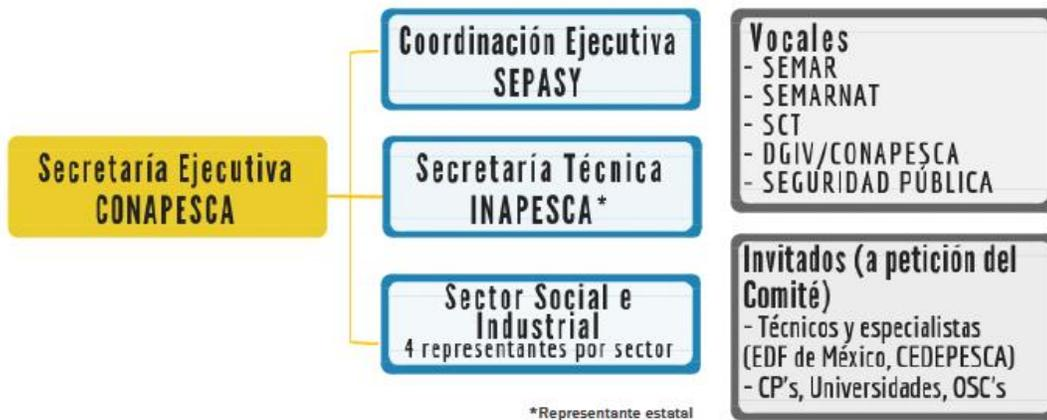 Secretaría Ejecutiva
CONAPESCA
Coordinación Ejecutiva
SEPASY
Secretaría Técnica
INAPESCA*
Sector Social e
Industrial
4 representantes por sector
*Representante estatal
Vocales
- SEMAR
- SEMARNAT
- SCT
- DGIV/CONAPESCA
- SEGURIDAD PÚBLICA
Invitados (a petición del
Comité)
- Técnicos y especialistas
(EDF de México, CEDEPESCA)
- CP's, Universidades, OSC's